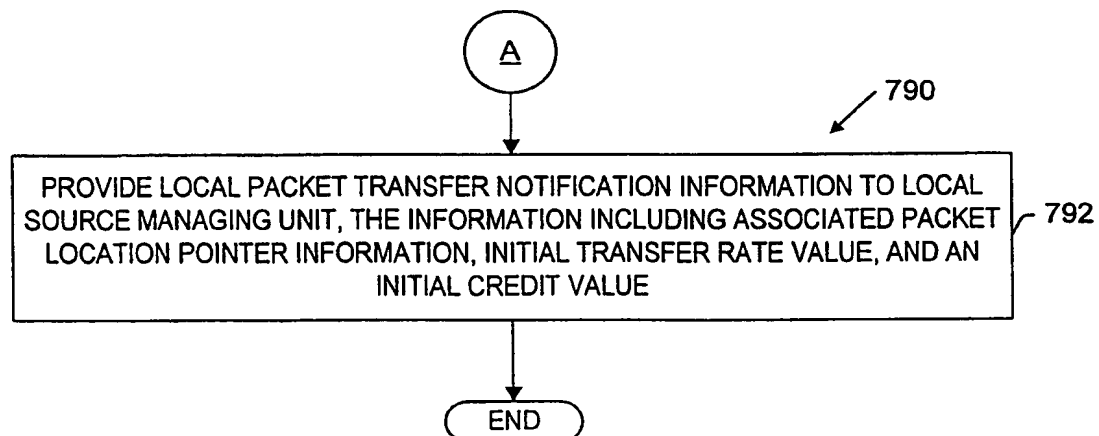 A
790
PROVIDE LOCAL PACKET TRANSFER NOTIFICATION INFORMATION TO LOCAL
SOURCE MANAGING UNIT, THE INFORMATION INCLUDING ASSOCIATED PACKET
LOCATION POINTER INFORMATION, INITIAL TRANSFER RATE VALUE, AND AN
INITIAL CREDIT VALUE
792
END